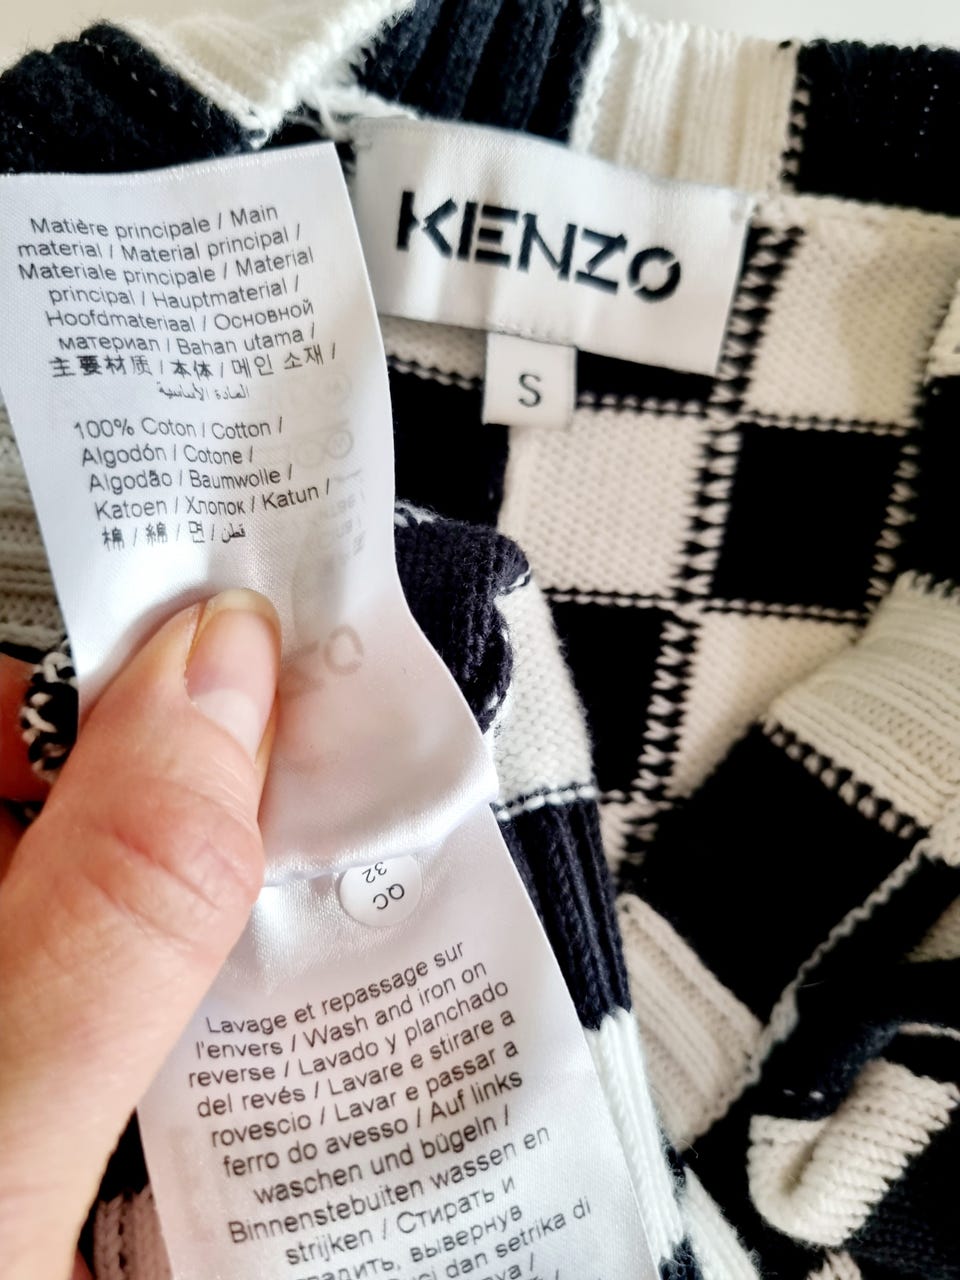 KENZO
S
Matière principale / Main
material / Material principal /
Materiale principale / Material
principal / Hauptmaterial /
Hoofdmateriaal / Основной
материал / Bahan utama /
主要材质 / 本体 / 메인 소재 /
المادة الأساسية
100% Coton / Cotton /
Algodón / Cotone /
Algodão / Baumwolle /
Katoen / Хлопок / Katun /
棉 / 綿 / 면 / قطن
QC
32
Lavage et repassage sur
l'envers / Wash and iron on
reverse / Lavado y planchado
del revés / Lavare e stirare a
rovescio / Lavar e passar a
ferro do avesso / Auf links
waschen und bügeln /
Binnenstebuiten wassen en
strijken / Стирать и
вывернув
dan setrika di